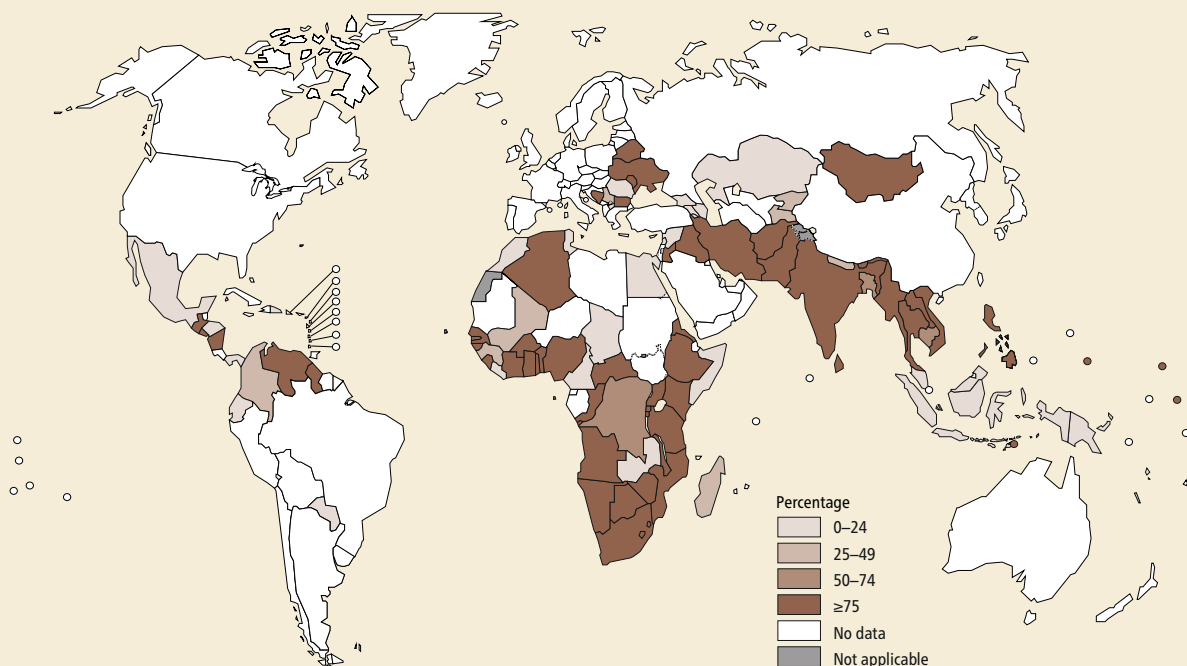 Percentage
0–24
25–49
50–74
≥75
No data
Not applicable